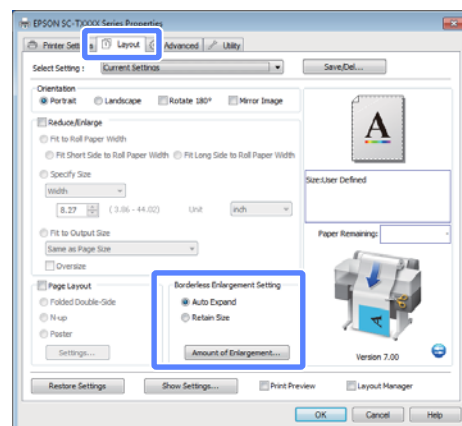 EPSON SC-TXXXX Series Properties
Printer Sett s Layout Advanced Utility
Select Setting : Current Settings Save/Del...
Orientation
Portrait Landscape Rotate 180° Mirror Image
Reduce/Enlarge
Fit to Roll Paper Width
Fit Short Side to Roll Paper Width Fit Long Side to Roll Paper Width
Specify Size
Width
8.27 ( 3.86 - 44.02) Unit inch
Fit to Output Size
Same as Page Size
Oversize
A
Size:User Defined
Paper Remaining:
Page Layout
Folded Double-Side
N-up
Poster
Settings...
Borderless Enlargement Setting
Auto Expand
Retain Size
Amount of Enlargement...
A
Version 7.00
Restore Settings Show Settings... Print Preview Layout Manager
OK Cancel Help